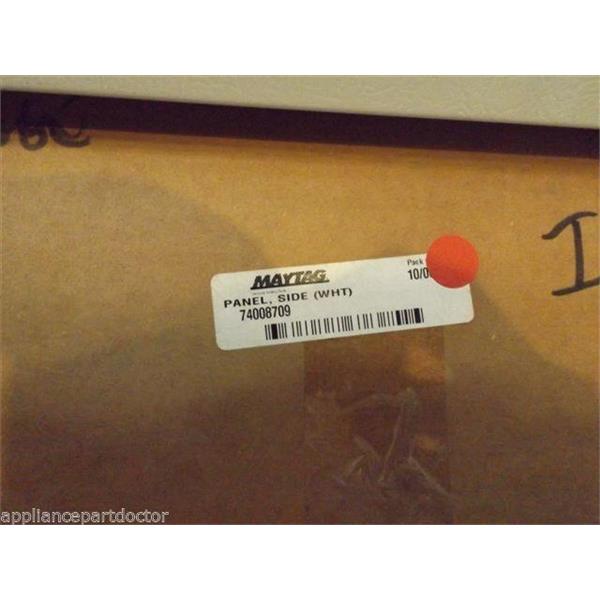 I
MAYTAG
Pack
10/0
PANEL, SIDE (WHT)
74008709
appliancepartdoctor